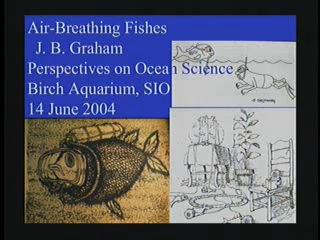 Air-Breathing Fishes
J. B. Graham
Perspectives on Ocean Science
Birch Aquarium, SIO
14 June 2004